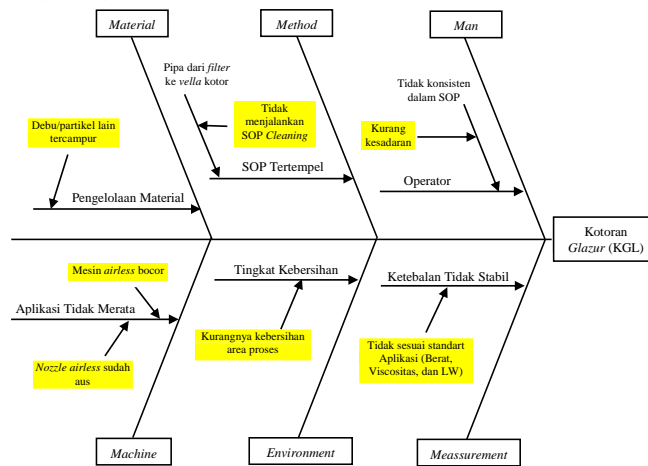 Material
Method
Man
Pipa dari filter
ke vella kotor
Tidak
menjalankan
SOP Cleaning
Tidak konsisten
dalam SOP
Debu/partikel lain
tercampur
Kurang
kesadaran
SOP Tertempel
Operator
Pengelolaan Material
Kotoran
Glazur (KGL)
Mesin airless bocor
Tingkat Kebersihan
Ketebalan Tidak Stabil
Aplikasi Tidak Merata
Kurangnya kebersihan
area proses
Tidak sesuai standart
Aplikasi (Berat,
Viscositas, dan LW)
Nozzle airless sudah
aus
Machine
Environment
Meassurement